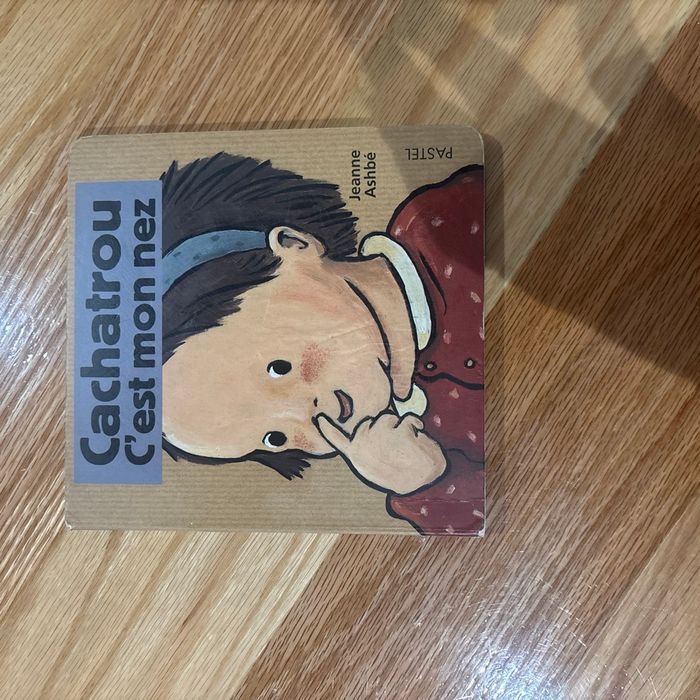 Cachatrou
C'est mon nez
Jeanne
Ashbé
PASTEL